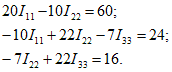 20I₁₁−10I₂₂ = 60;
−10I₁₁ + 22I₂₂ − 7I₃₃ = 24;
− 7I₂₂ + 22I₃₃ = 16.